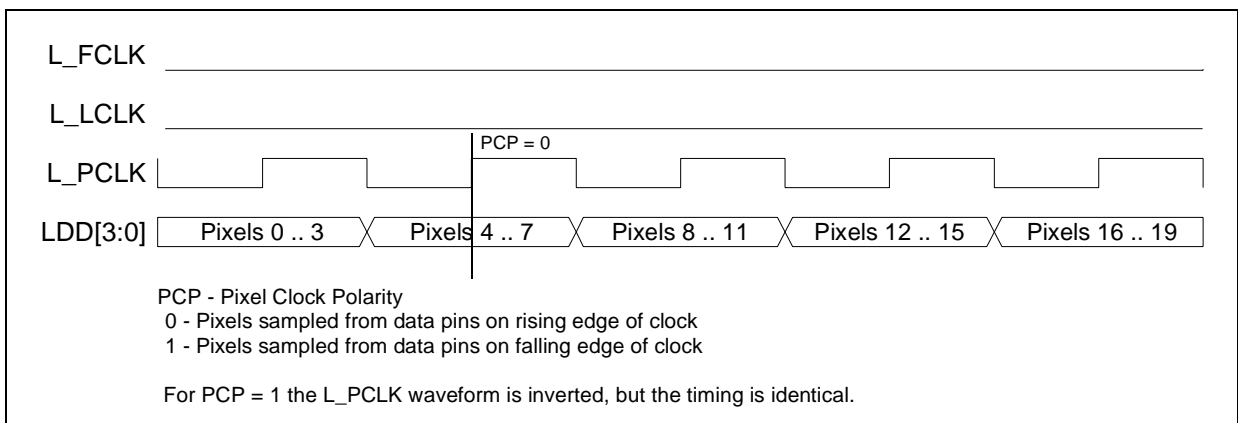 L_FCLK
L_LCLK
PCP = 0
L_PCLK
LDD[3:0] Pixels 0 .. 3 Pixels 4 .. 7 Pixels 8 .. 11 Pixels 12 .. 15 Pixels 16 .. 19
PCP - Pixel Clock Polarity
0 - Pixels sampled from data pins on rising edge of clock
1 - Pixels sampled from data pins on falling edge of clock
For PCP = 1 the L_PCLK waveform is inverted, but the timing is identical.